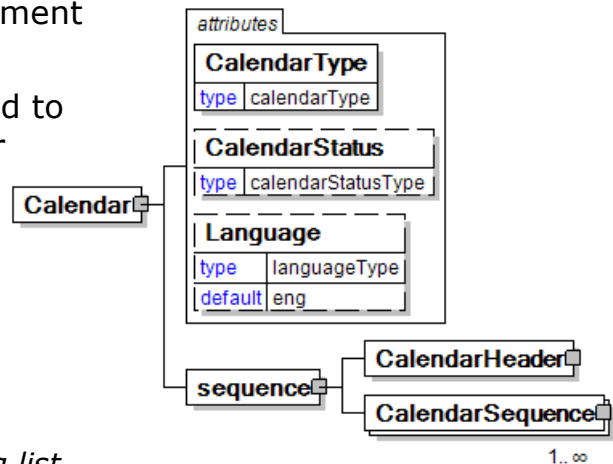 ment
attributes
CalendarType
type calendarType
d to
r
CalendarStatus
type calendarStatusType
Calendar
Language
type languageType
default eng
CalendarHeader
sequence
CalendarSequence
1.. ∞
g list